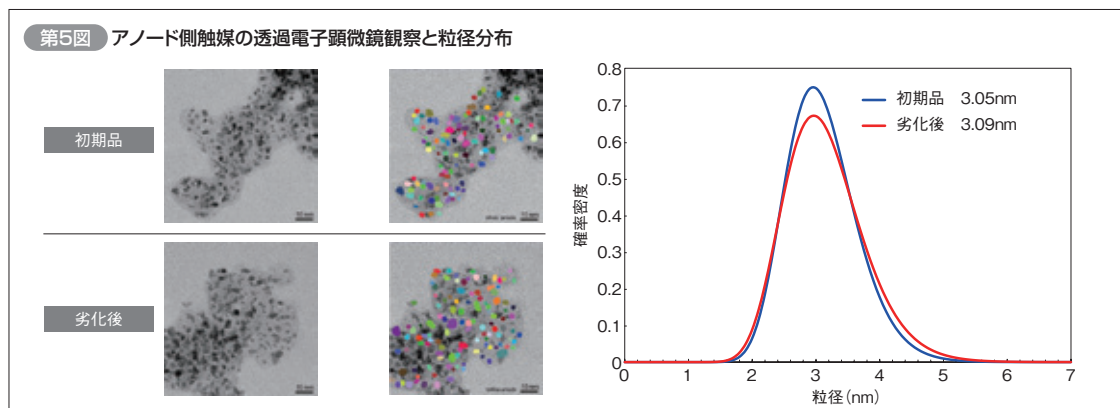 第5図 アノード側触媒の透過電子顕微鏡観察と粒径分布
初期品
劣化後
0.8
0.7
0.6
0.5
0.4
0.3
0.2
0.1
0
確率密度
初期品 3.05nm
劣化後 3.09nm
0 1 2 3 4 5 6 7
粒径（nm）